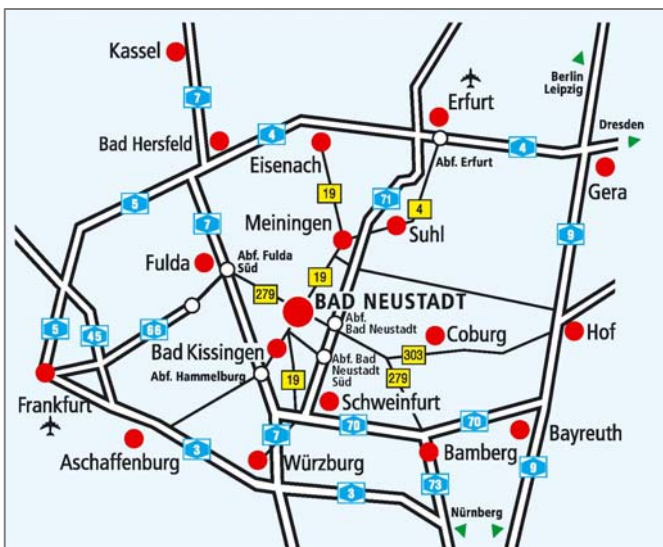 Kassel
7
Erfurt
Berlin
Leipzig
Bad Hersfeld
4
Abf. Erfurt
4
Dresden
Eisenach
5
19
71
4
Gera
7
Meiningen
Suhl
9
Fulda
Abf. Fulda
Süd
279
19
BAD NEUSTADT
5
45
66
Abf.
Bad Neustadt
Coburg
Hof
Bad Kissingen
Abf. Bad
Neustadt
Süd
303
279
Abf. Hammelburg
19
Frankfurt
Schweinfurt
70
70
Aschaffenburg
3
7
Würzburg
Bamberg
Bayreuth
3
73
9
Nürnberg